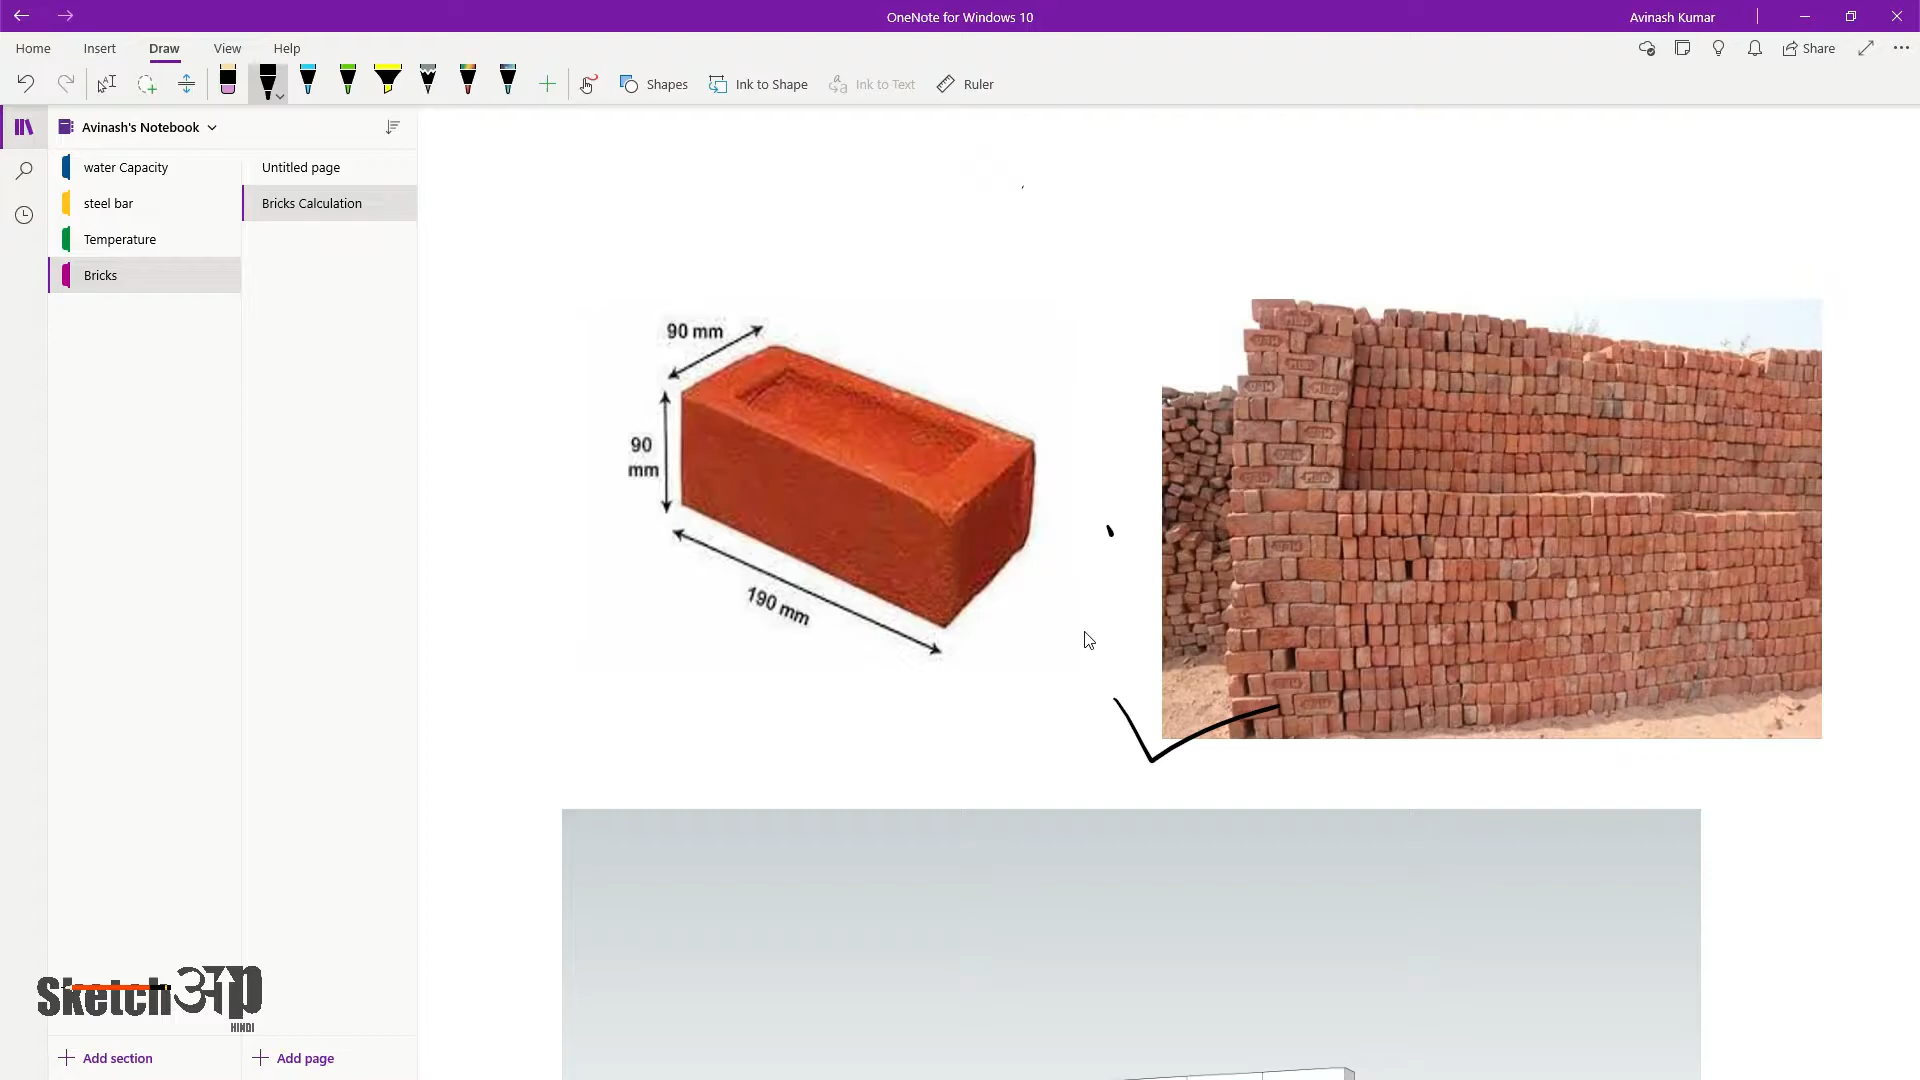 OneNote for Windows 10
Avinash Kumar
Home
Insert
Draw
View
Help
Share
Shapes
Ink to Shape
Ink to Text
Ruler
Avinash's Notebook
water Capacity
steel bar
Temperature
Bricks
Untitled page
Bricks Calculation
90 mm
90
mm
190 mm
Sketchअप
HINDI
Add section
Add page